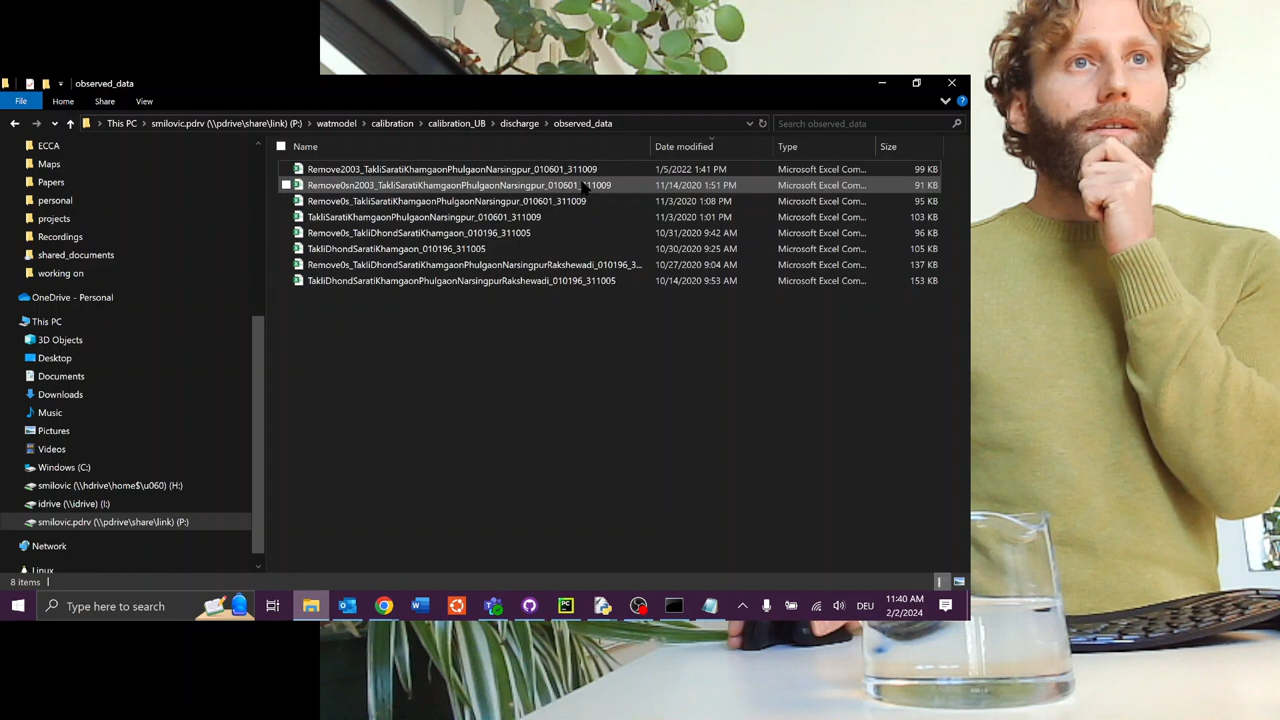 observed_data
File Home Share View
This PC smilovic.pdrv (\\pdrive\share\link) (P:) watmodel calibration calibration_UB discharge observed_data Search observed_data
Name Date modified Type Size
ECCA
Maps
Papers
personal
projects
Recordings
shared_documents
working on
OneDrive - Personal
This PC
3D Objects
Desktop
Documents
Downloads
Music
Pictures
Videos
Windows (C:)
smilovic (\\hdrive\home$\u060) (H:)
idrive (\\idrive) (I:)
smilovic.pdrv (\\pdrive\share\link) (P:)
Network
Linux
Remove2003_TakliSaratiKhamgaonPhulgaonNarsingpur_010601_311009 1/5/2022 1:41 PM Microsoft Excel Com... 99 KB
Remove0sn2003_TakliSaratiKhamgaonPhulgaonNarsingpur_010601_311009 11/14/2020 1:51 PM Microsoft Excel Com... 91 KB
Remove0s_TakliSaratiKhamgaonPhulgaonNarsingpur_010601_311009 11/3/2020 1:08 PM Microsoft Excel Com... 95 KB
TakliSaratiKhamgaonPhulgaonNarsingpur_010601_311009 11/3/2020 1:01 PM Microsoft Excel Com... 103 KB
Remove0s_TakliDhondSaratiKhamgaon_010196_311005 10/31/2020 9:42 AM Microsoft Excel Com... 96 KB
TakliDhondSaratiKhamgaon_010196_311005 10/30/2020 9:25 AM Microsoft Excel Com... 105 KB
Remove0s_TakliDhondSaratiKhamgaonPhulgaonNarsingpurRakshewadi_010196_3... 10/27/2020 9:04 AM Microsoft Excel Com... 137 KB
TakliDhondSaratiKhamgaonPhulgaonNarsingpurRakshewadi_010196_311005 10/14/2020 9:53 AM Microsoft Excel Com... 153 KB
8 items
Type here to search
DEU
11:40 AM
2/2/2024